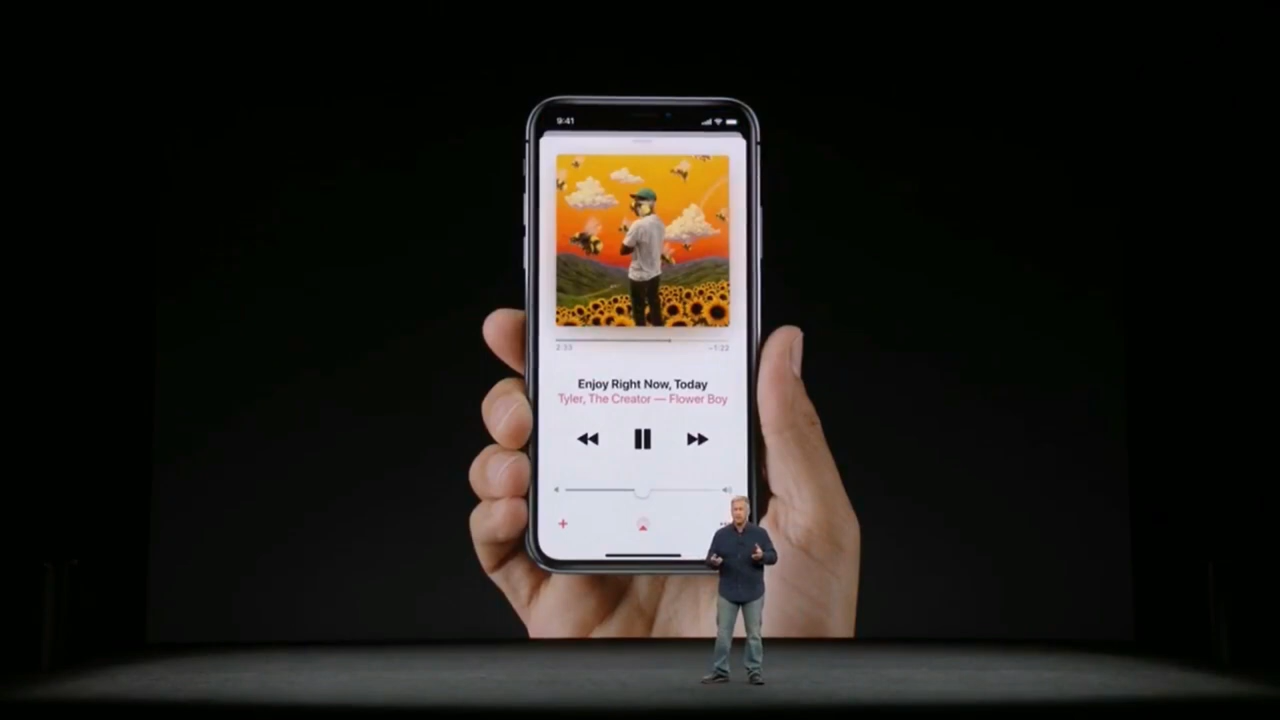 9:41
2:33
-1:22
Enjoy Right Now, Today
Tyler, The Creator — Flower Boy